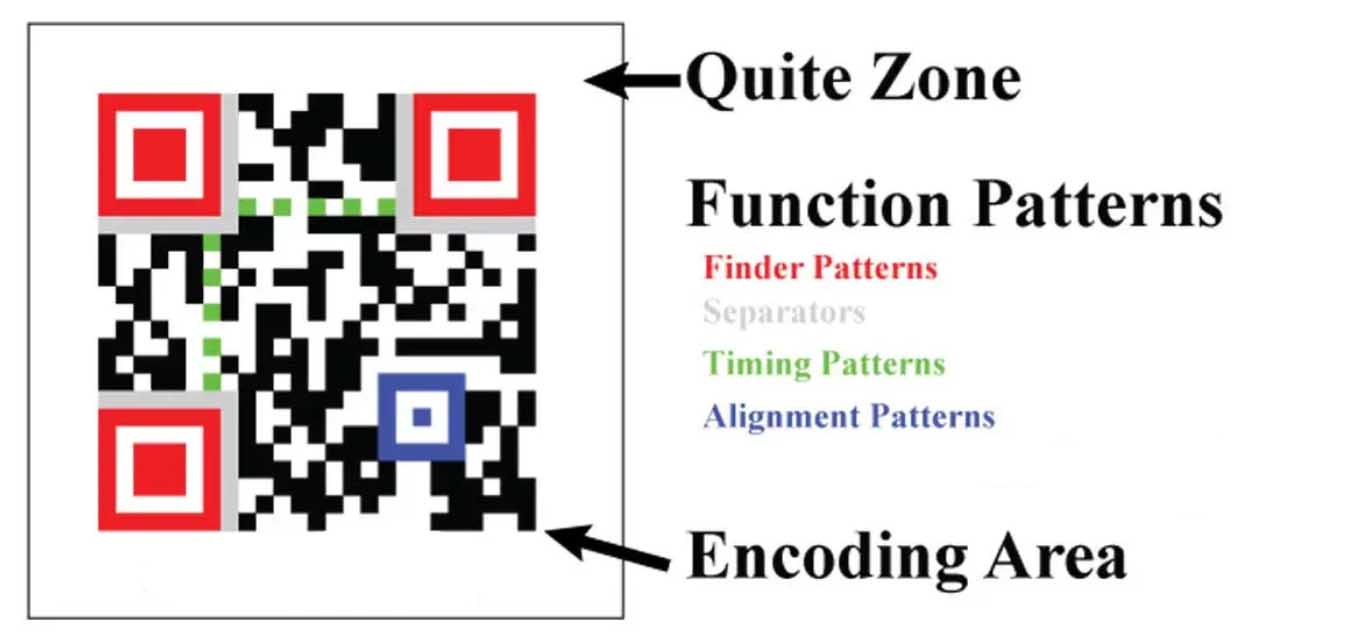 Quite Zone
Function Patterns
Finder Patterns
Separators
Timing Patterns
Alignment Patterns
Encoding Area